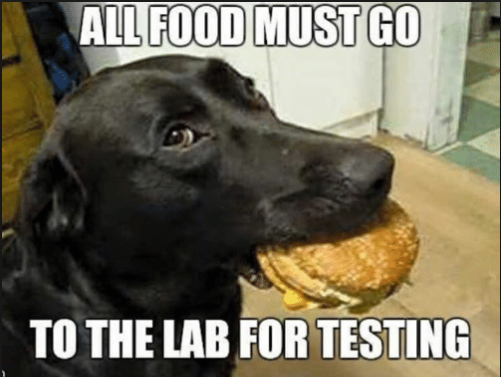 ALL FOOD MUST GO
TO THE LAB FOR TESTING